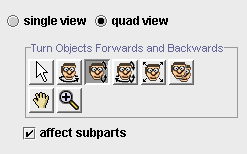 single view quad view
Turn Objects Forwards and Backwards
affect subparts